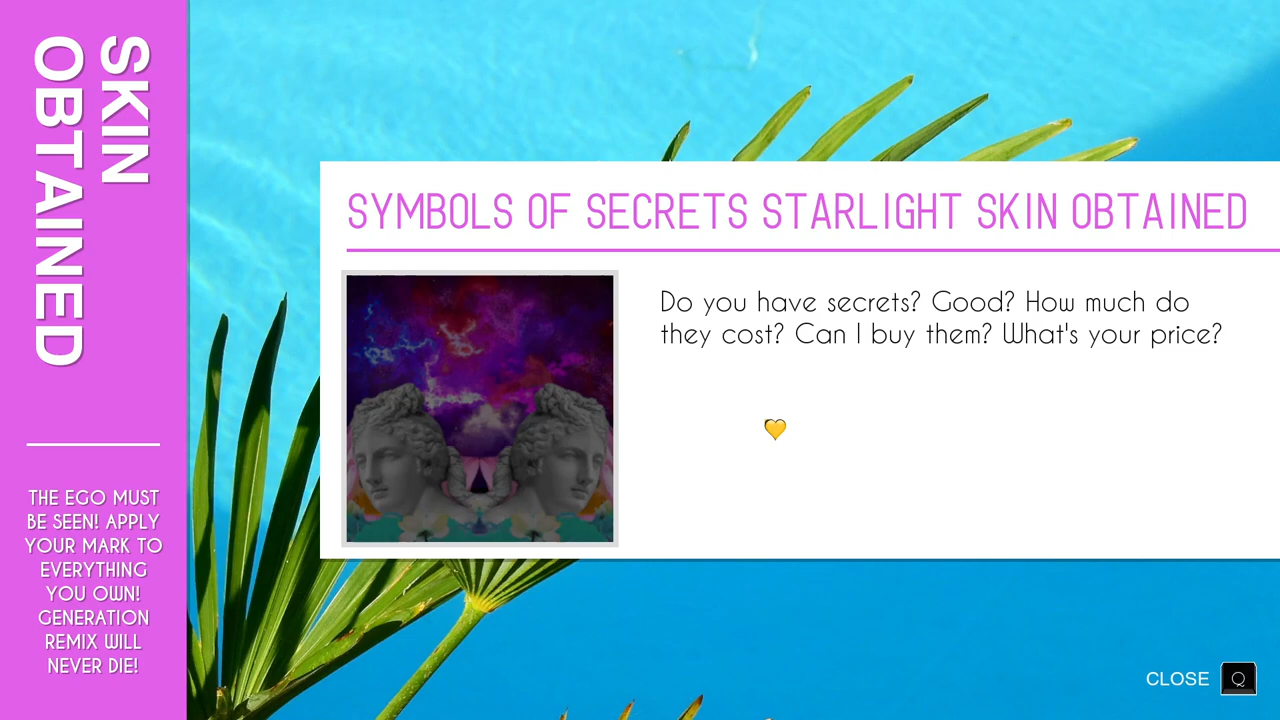 SKIN
OBTAINED
THE EGO MUST
BE SEEN! APPLY
YOUR MARK TO
EVERYTHING
YOU OWN!
GENERATION
REMIX WILL
NEVER DIE!
SYMBOLS OF SECRETS STARLIGHT SKIN OBTAINED
Do you have secrets? Good? How much do
they cost? Can I buy them? What's your price?
💛
CLOSE Q